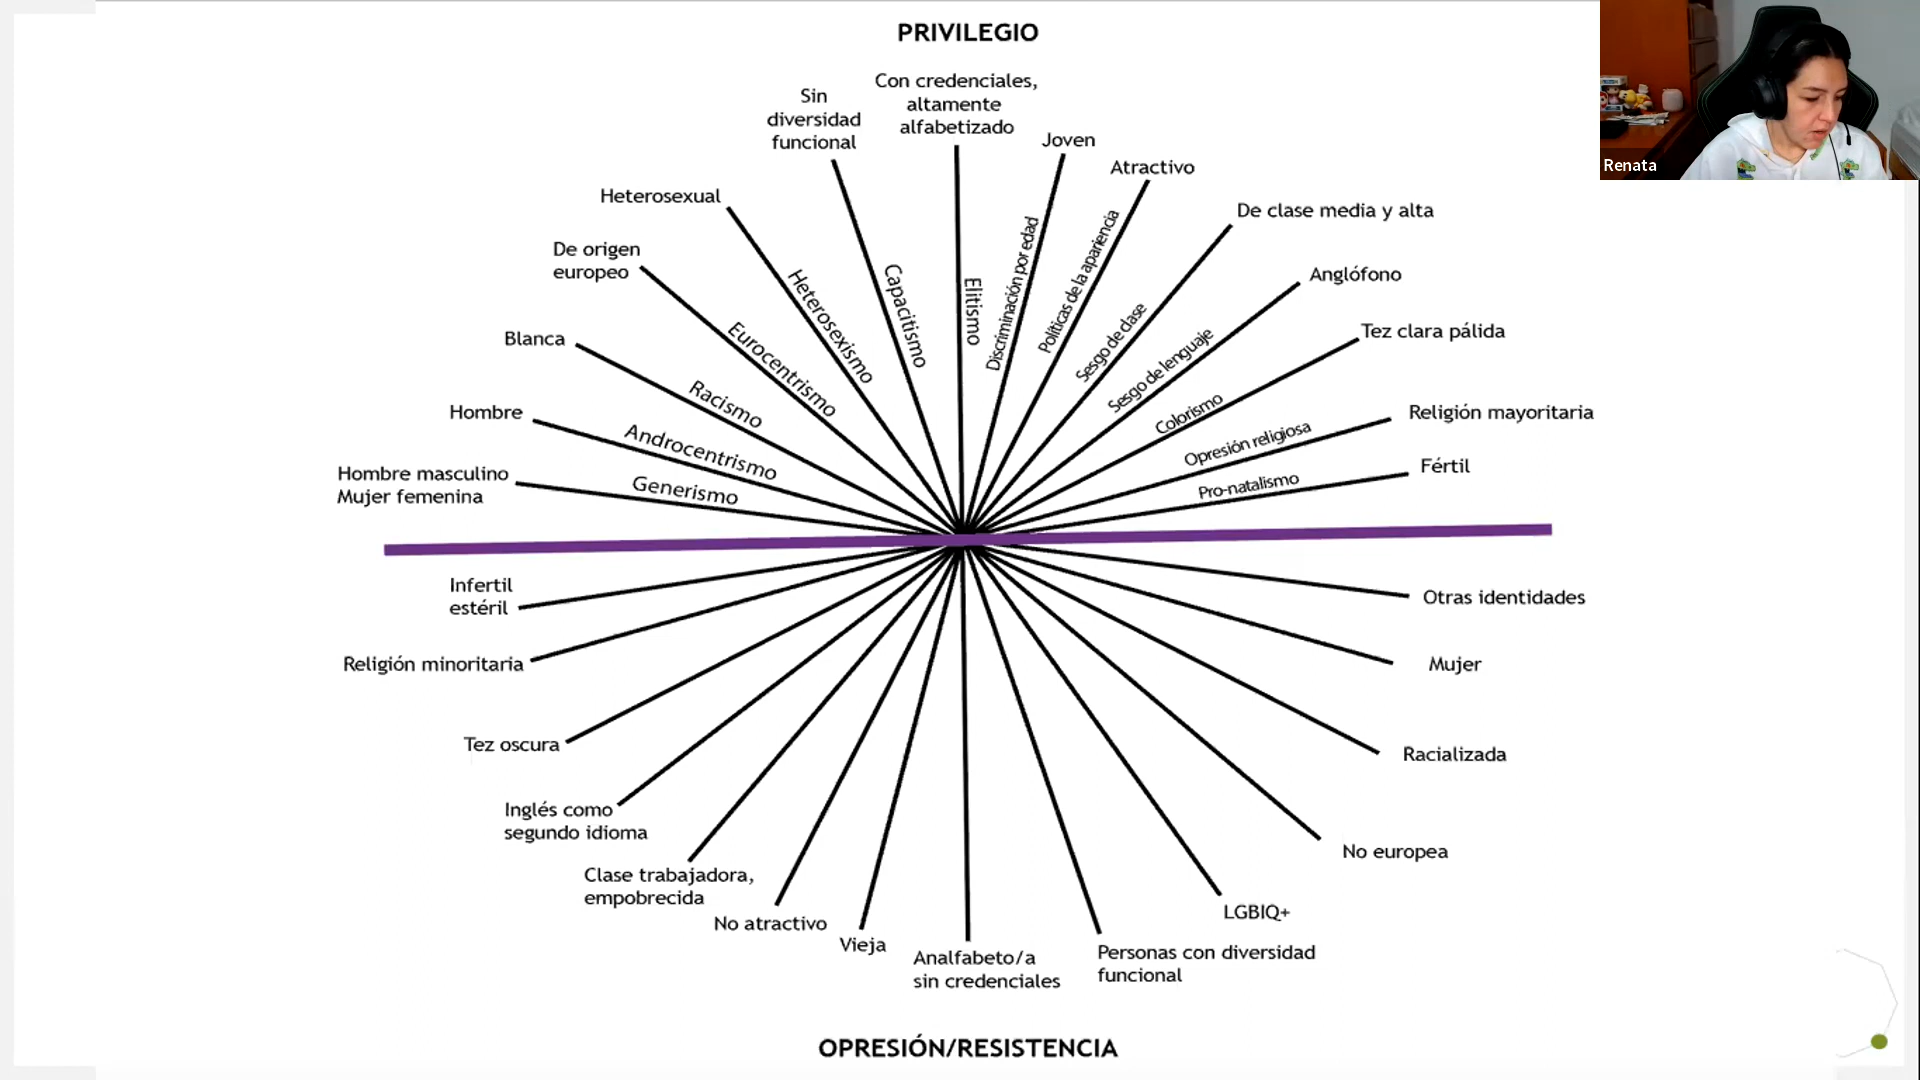 PRIVILEGIO
Renata
Con credenciales,
altamente
alfabetizado
Sin
diversidad
funcional
Joven
Atractivo
Heterosexual
De clase media y alta
De origen
europeo
Anglófono
Blanca
Tez clara pálida
Hombre
Religión mayoritaria
Hombre masculino
Mujer femenina
Fértil
Generismo
Androcentrismo
Racismo
Eurocentrismo
Heterosexismo
Capacitismo
Elitismo
Discriminación por edad
Políticas de la apariencia
Sesgo de clase
Sesgo de lenguaje
Colorismo
Opresión religiosa
Pro-natalismo
Infertil
estéril
Otras identidades
Religión minoritaria
Mujer
Tez oscura
Racializada
Inglés como
segundo idioma
No europea
Clase trabajadora,
empobrecida
No atractivo
LGBIQ+
Vieja
Analfabeto/a
sin credenciales
Personas con diversidad
funcional
OPRESIÓN/RESISTENCIA